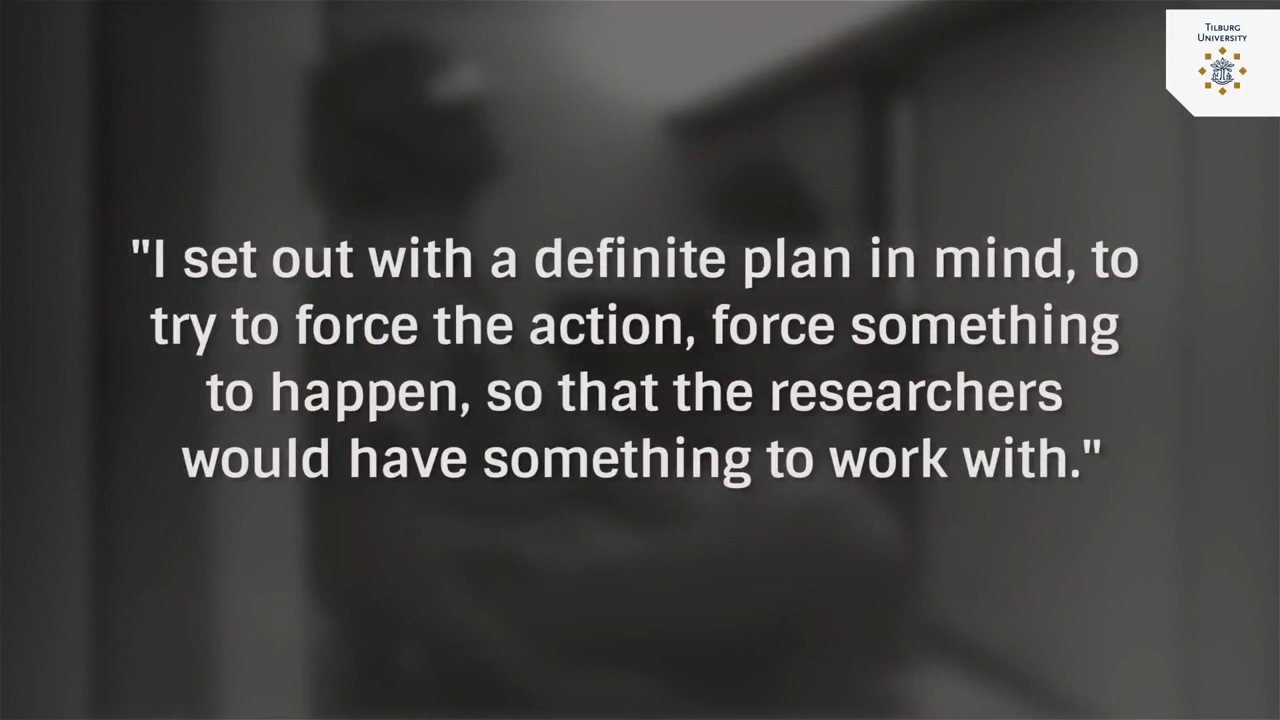 TILBURG
UNIVERSITY
"I set out with a definite plan in mind, to
try to force the action, force something
to happen, so that the researchers
would have something to work with."